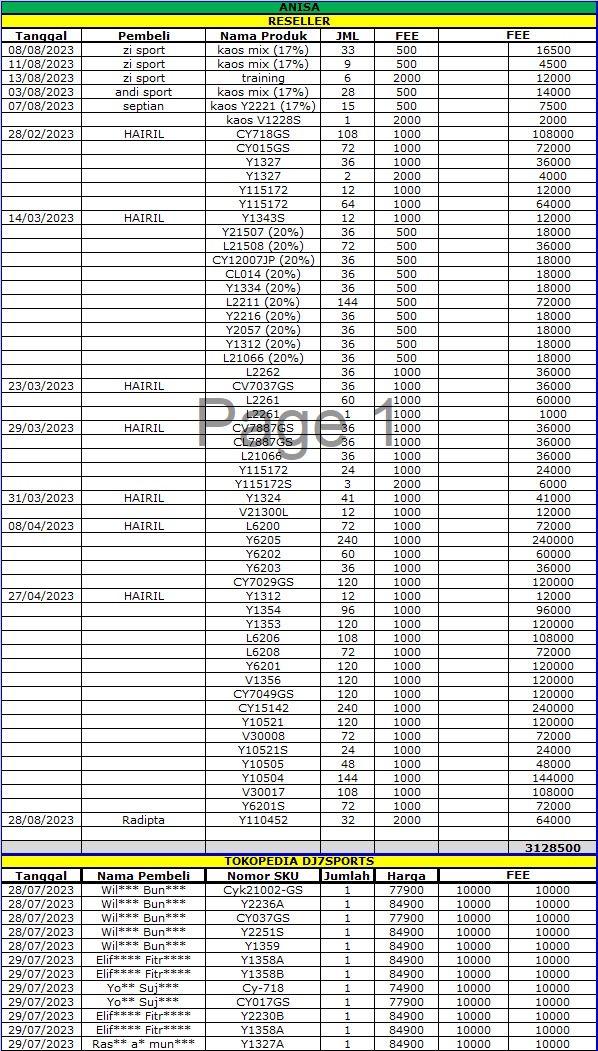 ANISA
RESELLER
Tanggal Pembeli Nama Produk JML FEE FEE
08/08/2023 zi sport kaos mix (17%) 33 500 16500
11/08/2023 zi sport kaos mix (17%) 9 500 4500
13/08/2023 zi sport training 6 2000 12000
03/08/2023 andi sport kaos mix (17%) 28 500 14000
07/08/2023 septian kaos Y2221 (17%) 15 500 7500
kaos V1228S 1 2000 2000
28/02/2023 HAIRIL CY718GS 108 1000 108000
CY015GS 72 1000 72000
Y1327 36 1000 36000
Y1327 2 2000 4000
Y115172 12 1000 12000
Y115172 64 1000 64000
14/03/2023 HAIRIL Y1343S 12 1000 12000
Y21507 (20%) 36 500 18000
L21508 (20%) 72 500 36000
CY12007JP (20%) 36 500 18000
CL014 (20%) 36 500 18000
Y1334 (20%) 36 500 18000
L2211 (20%) 144 500 72000
Y2216 (20%) 36 500 18000
Y2057 (20%) 36 500 18000
Y1312 (20%) 36 500 18000
L21066 (20%) 36 500 18000
L2262 36 1000 36000
23/03/2023 HAIRIL CV7037GS 36 1000 36000
L2261 60 1000 60000
L2261 1 1000 1000
29/03/2023 HAIRIL CV7887GS 36 1000 36000
CL7887GS 36 1000 36000
L21066 36 1000 36000
Y115172 24 1000 24000
Y115172S 3 2000 6000
31/03/2023 HAIRIL Y1324 41 1000 41000
V21300L 12 1000 12000
08/04/2023 HAIRIL L6200 72 1000 72000
Y6205 240 1000 240000
Y6202 60 1000 60000
Y6203 36 1000 36000
CY7029GS 120 1000 120000
27/04/2023 HAIRIL Y1312 12 1000 12000
Y1354 96 1000 96000
Y1353 120 1000 120000
L6206 108 1000 108000
L6208 72 1000 72000
Y6201 120 1000 120000
V1356 120 1000 120000
CY7049GS 120 1000 120000
CY15142 240 1000 240000
Y10521 120 1000 120000
V30008 72 1000 72000
Y10521S 24 1000 24000
Y10505 48 1000 48000
Y10504 144 1000 144000
V30017 108 1000 108000
Y6201S 72 1000 72000
28/08/2023 Radipta Y110452 32 2000 64000
3128500
Page 1
TOKOPEDIA DJ7SPORTS
Tanggal Nama Pembeli Nomor SKU Jumlah Harga FEE
28/07/2023 Wil*** Bun*** Cyk21002-GS 1 77900 10000 10000
28/07/2023 Wil*** Bun*** Y2236A 1 84900 10000 10000
28/07/2023 Wil*** Bun*** CY037GS 1 77900 10000 10000
28/07/2023 Wil*** Bun*** Y2251S 1 84900 10000 10000
28/07/2023 Wil*** Bun*** Y1359 1 84900 10000 10000
29/07/2023 Elif**** Fitr**** Y1358A 1 84900 10000 10000
29/07/2023 Elif**** Fitr**** Y1358B 1 84900 10000 10000
29/07/2023 Yo** Suj*** Cy-718 1 74900 10000 10000
29/07/2023 Yo** Suj*** CY017GS 1 77900 10000 10000
29/07/2023 Elif**** Fitr**** Y2230B 1 84900 10000 10000
29/07/2023 Elif**** Fitr**** Y1358A 1 84900 10000 10000
29/07/2023 Ras** a* mun*** Y1327A 1 84900 10000 10000